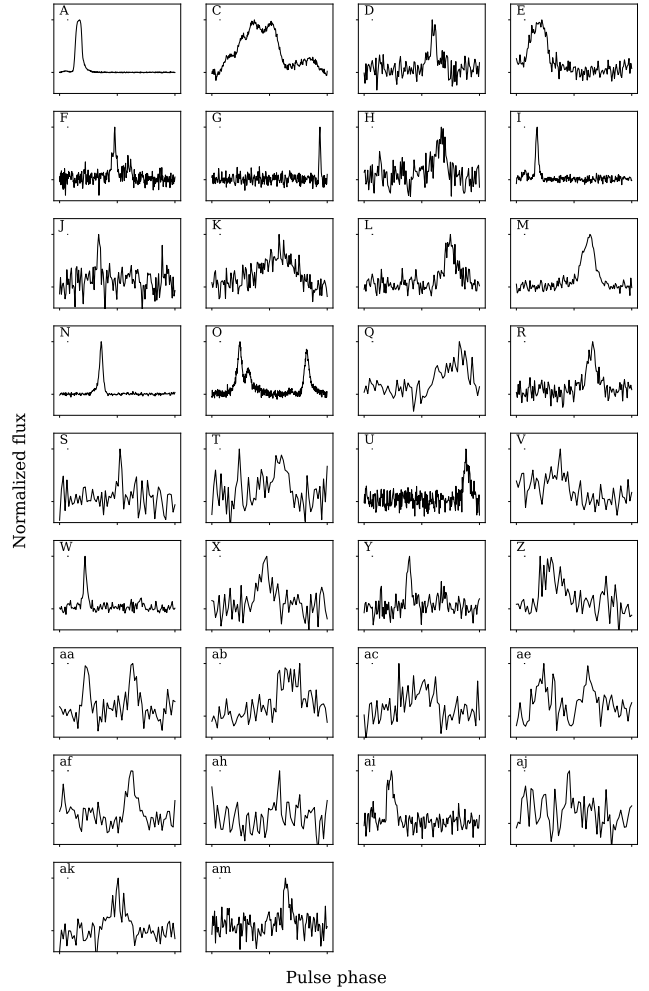 A C D E
F G H I
J K L M
N O Q R
S T U V
W X Y Z
aa ab ac ae
af ah ai aj
ak am
Normalized flux
Pulse phase